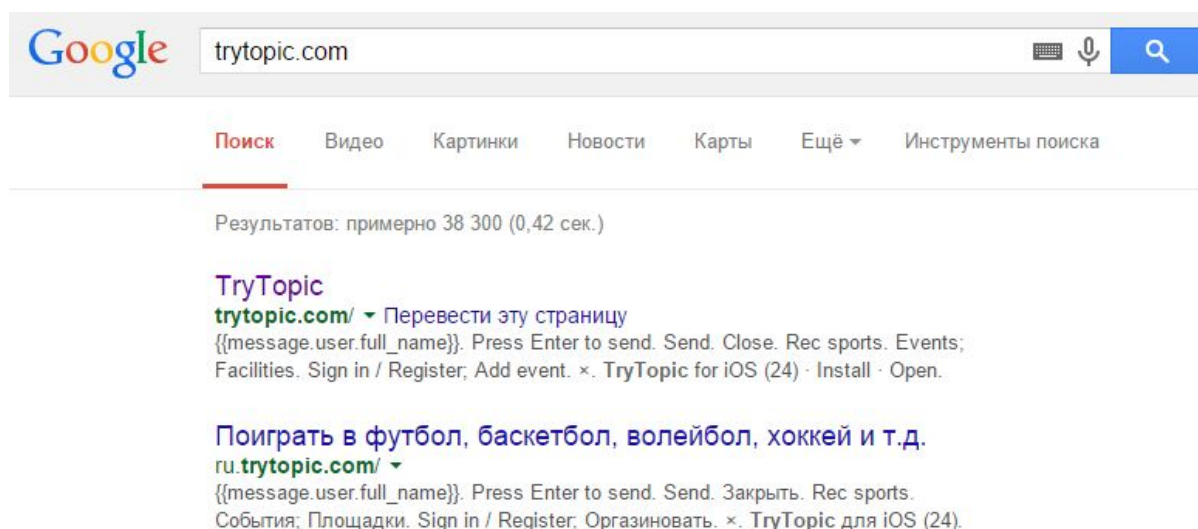 Google trytopic.com
Поиск Видео Картинки Новости Карты Ещё Инструменты поиска
Результатов: примерно 38 300 (0,42 сек.)
TryTopic
trytopic.com/ Перевести эту страницу
{{message.user.full_name}}. Press Enter to send. Send. Close. Rec sports. Events;
Facilities. Sign in / Register; Add event. ×. TryTopic for iOS (24) · Install · Open.
Поиграть в футбол, баскетбол, волейбол, хоккей и т.д.
ru.trytopic.com/
{{message.user.full_name}}. Press Enter to send. Send. Закрыть. Rec sports.
События; Площадки. Sign in / Register; Оргазиновать. ×. TryTopic для iOS (24).